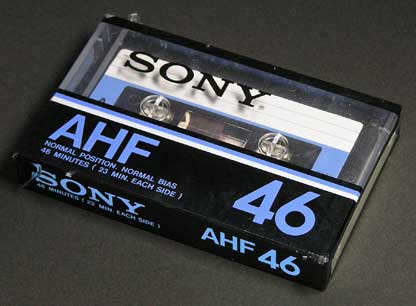 SONY
A
AHF
NORMAL POSITION, NORMAL BIAS
46 MINUTES ( 23 MIN. EACH SIDE )
46
SONY
46 MINUTES ( 23 MIN. EACH SIDE )
AHF 46